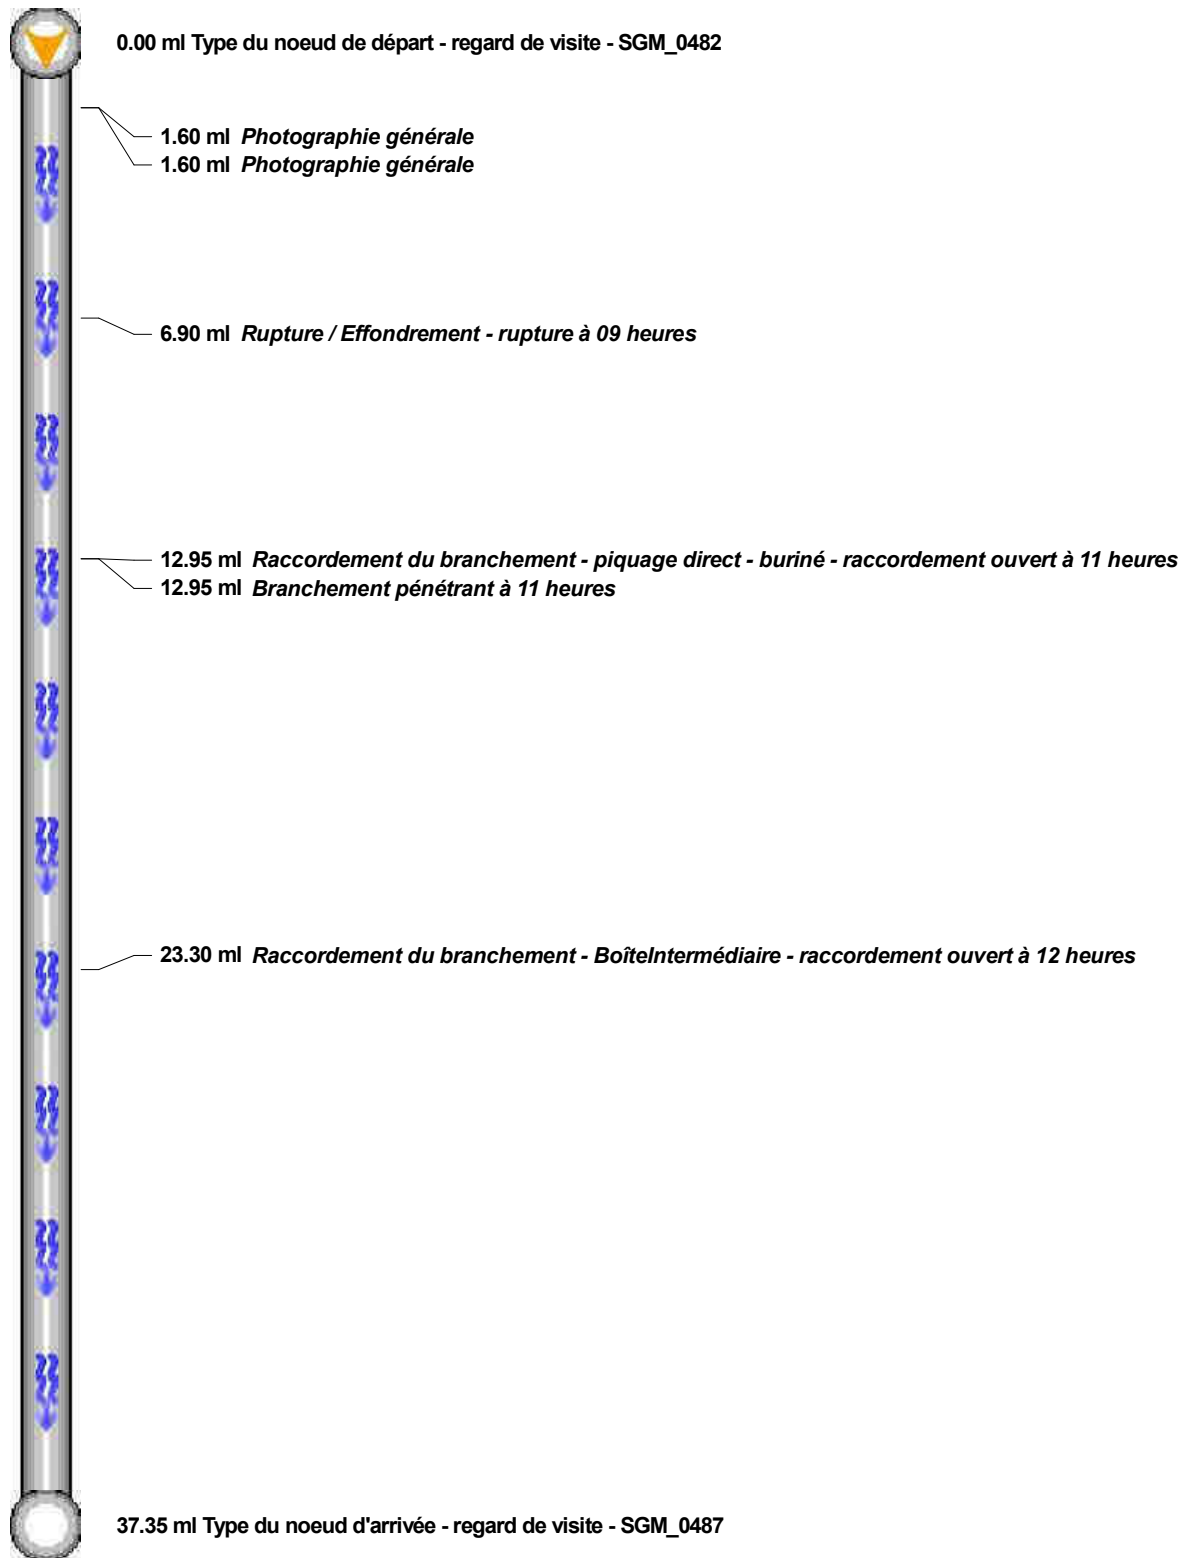 0.00 ml Type du noeud de départ - regard de visite - SGM_0482
1.60 ml Photographie générale
1.60 ml Photographie générale
6.90 ml Rupture / Effondrement - rupture à 09 heures
12.95 ml Raccordement du branchement - piquage direct - buriné - raccordement ouvert à 11 heures
12.95 ml Branchement pénétrant à 11 heures
23.30 ml Raccordement du branchement - BoîteIntermédiaire - raccordement ouvert à 12 heures
37.35 ml Type du noeud d'arrivée - regard de visite - SGM_0487